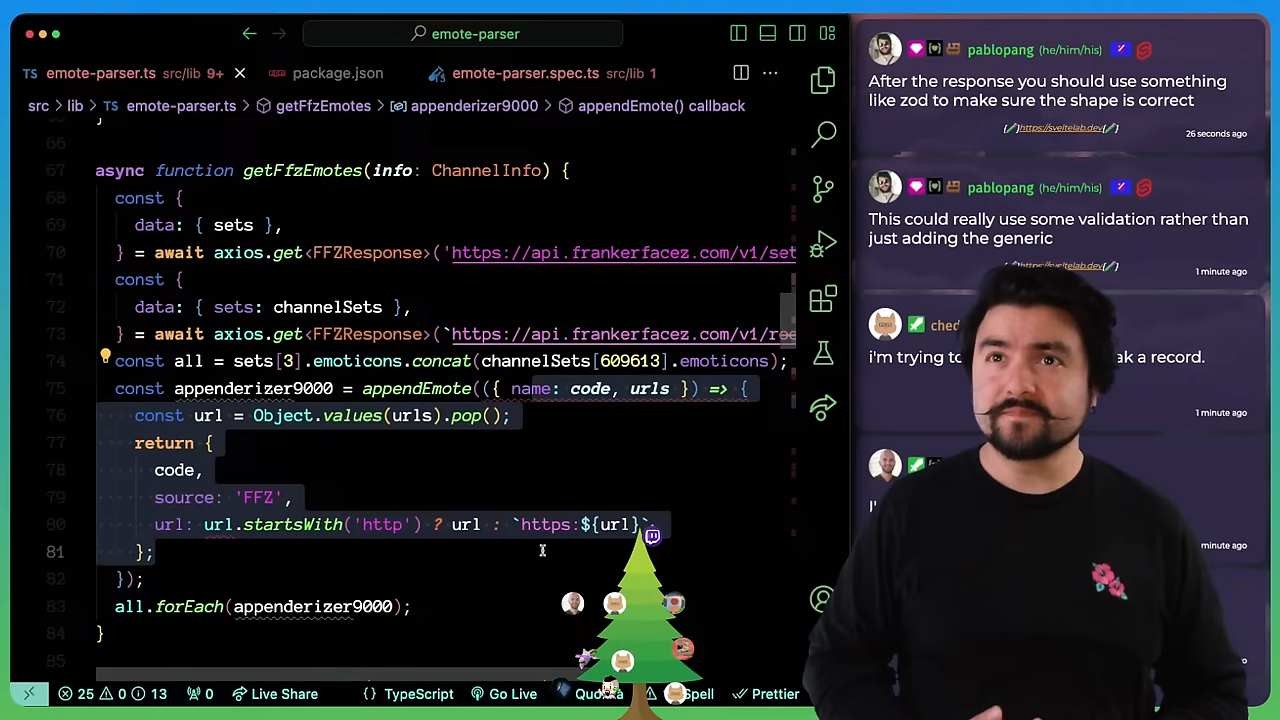 emote-parser
TS emote-parser.ts src/lib 9+ ×
package.json
emote-parser.spec.ts src/lib 1
src > lib > TS emote-parser.ts > getFfzEmotes > appenderizer9000 > appendEmote() callback
66
67 async function getFfzEmotes(info: ChannelInfo) {
68 const {
69 data: { sets },
70 } = await axios.get<FFZResponse>('https://api.frankerfacez.com/v1/set
71 const {
72 data: { sets: channelSets },
73 } = await axios.get<FFZResponse>(`https://api.frankerfacez.com/v1/roo
74 const all = sets[3].emoticons.concat(channelSets[609613].emoticons);
75 const appenderizer9000 = appendEmote(({ name: code, urls }) => {
76 const url = Object.values(urls).pop();
77 return {
78 code,
79 source: 'FFZ',
80 url: url.startsWith('http') ? url : `https:${url}`,
81 };
82 });
83 all.forEach(appenderizer9000);
84 }
85
25 0 13 0 Live Share {} TypeScript Go Live Spell Prettier
pablopang (he/him/his)
After the response you should use something
like zod to make sure the shape is correct
https://sveltelab.dev
26 seconds ago
pablopang (he/him/his)
This could really use some validation rather than
just adding the generic
https://sveltelab.dev
1 minute ago
i'm trying to
a record.
1 minute ago
minute ago